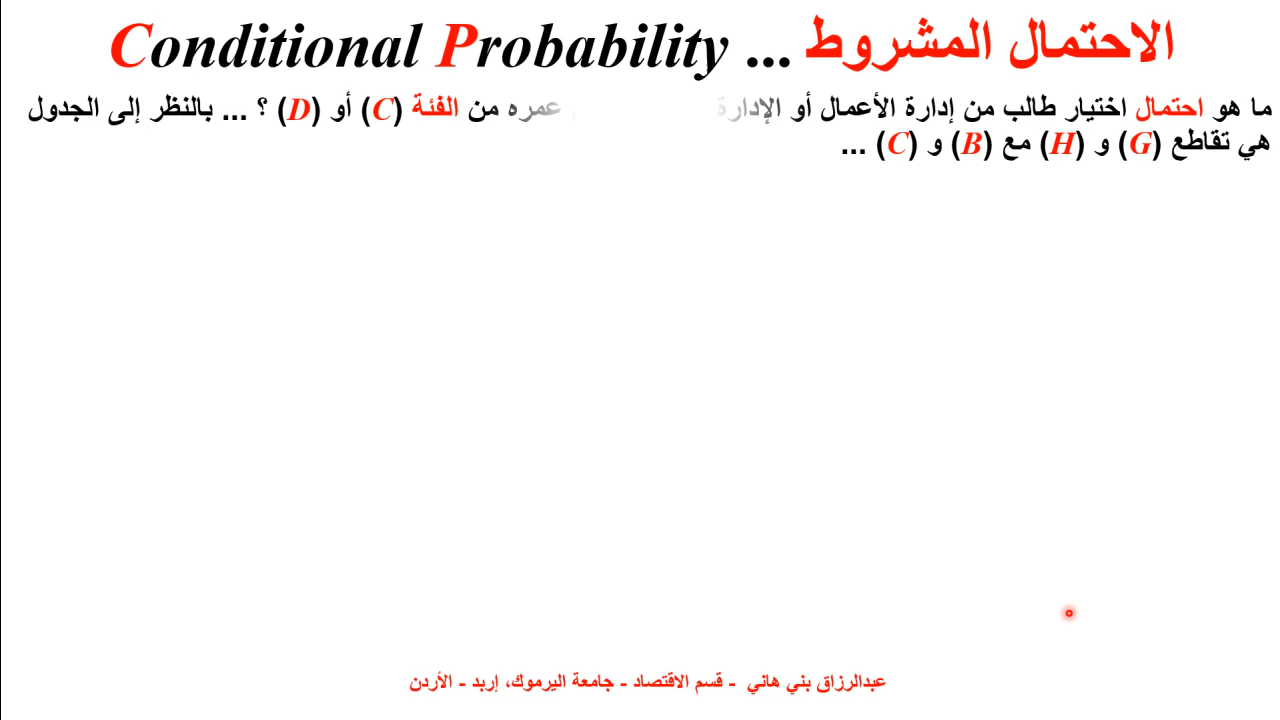 Conditional Probability ... الاحتمال المشروط
ما هو احتمال اختيار طالب من إدارة الأعمال أو الإدارة عمره من الفئة (C) أو (D) ؟ ... بالنظر إلى الجدول
هي تقاطع (G) و (H) مع (B) و (C) ...
عبدالرزاق بني هاني - قسم الاقتصاد - جامعة اليرموك، إربد - الأردن